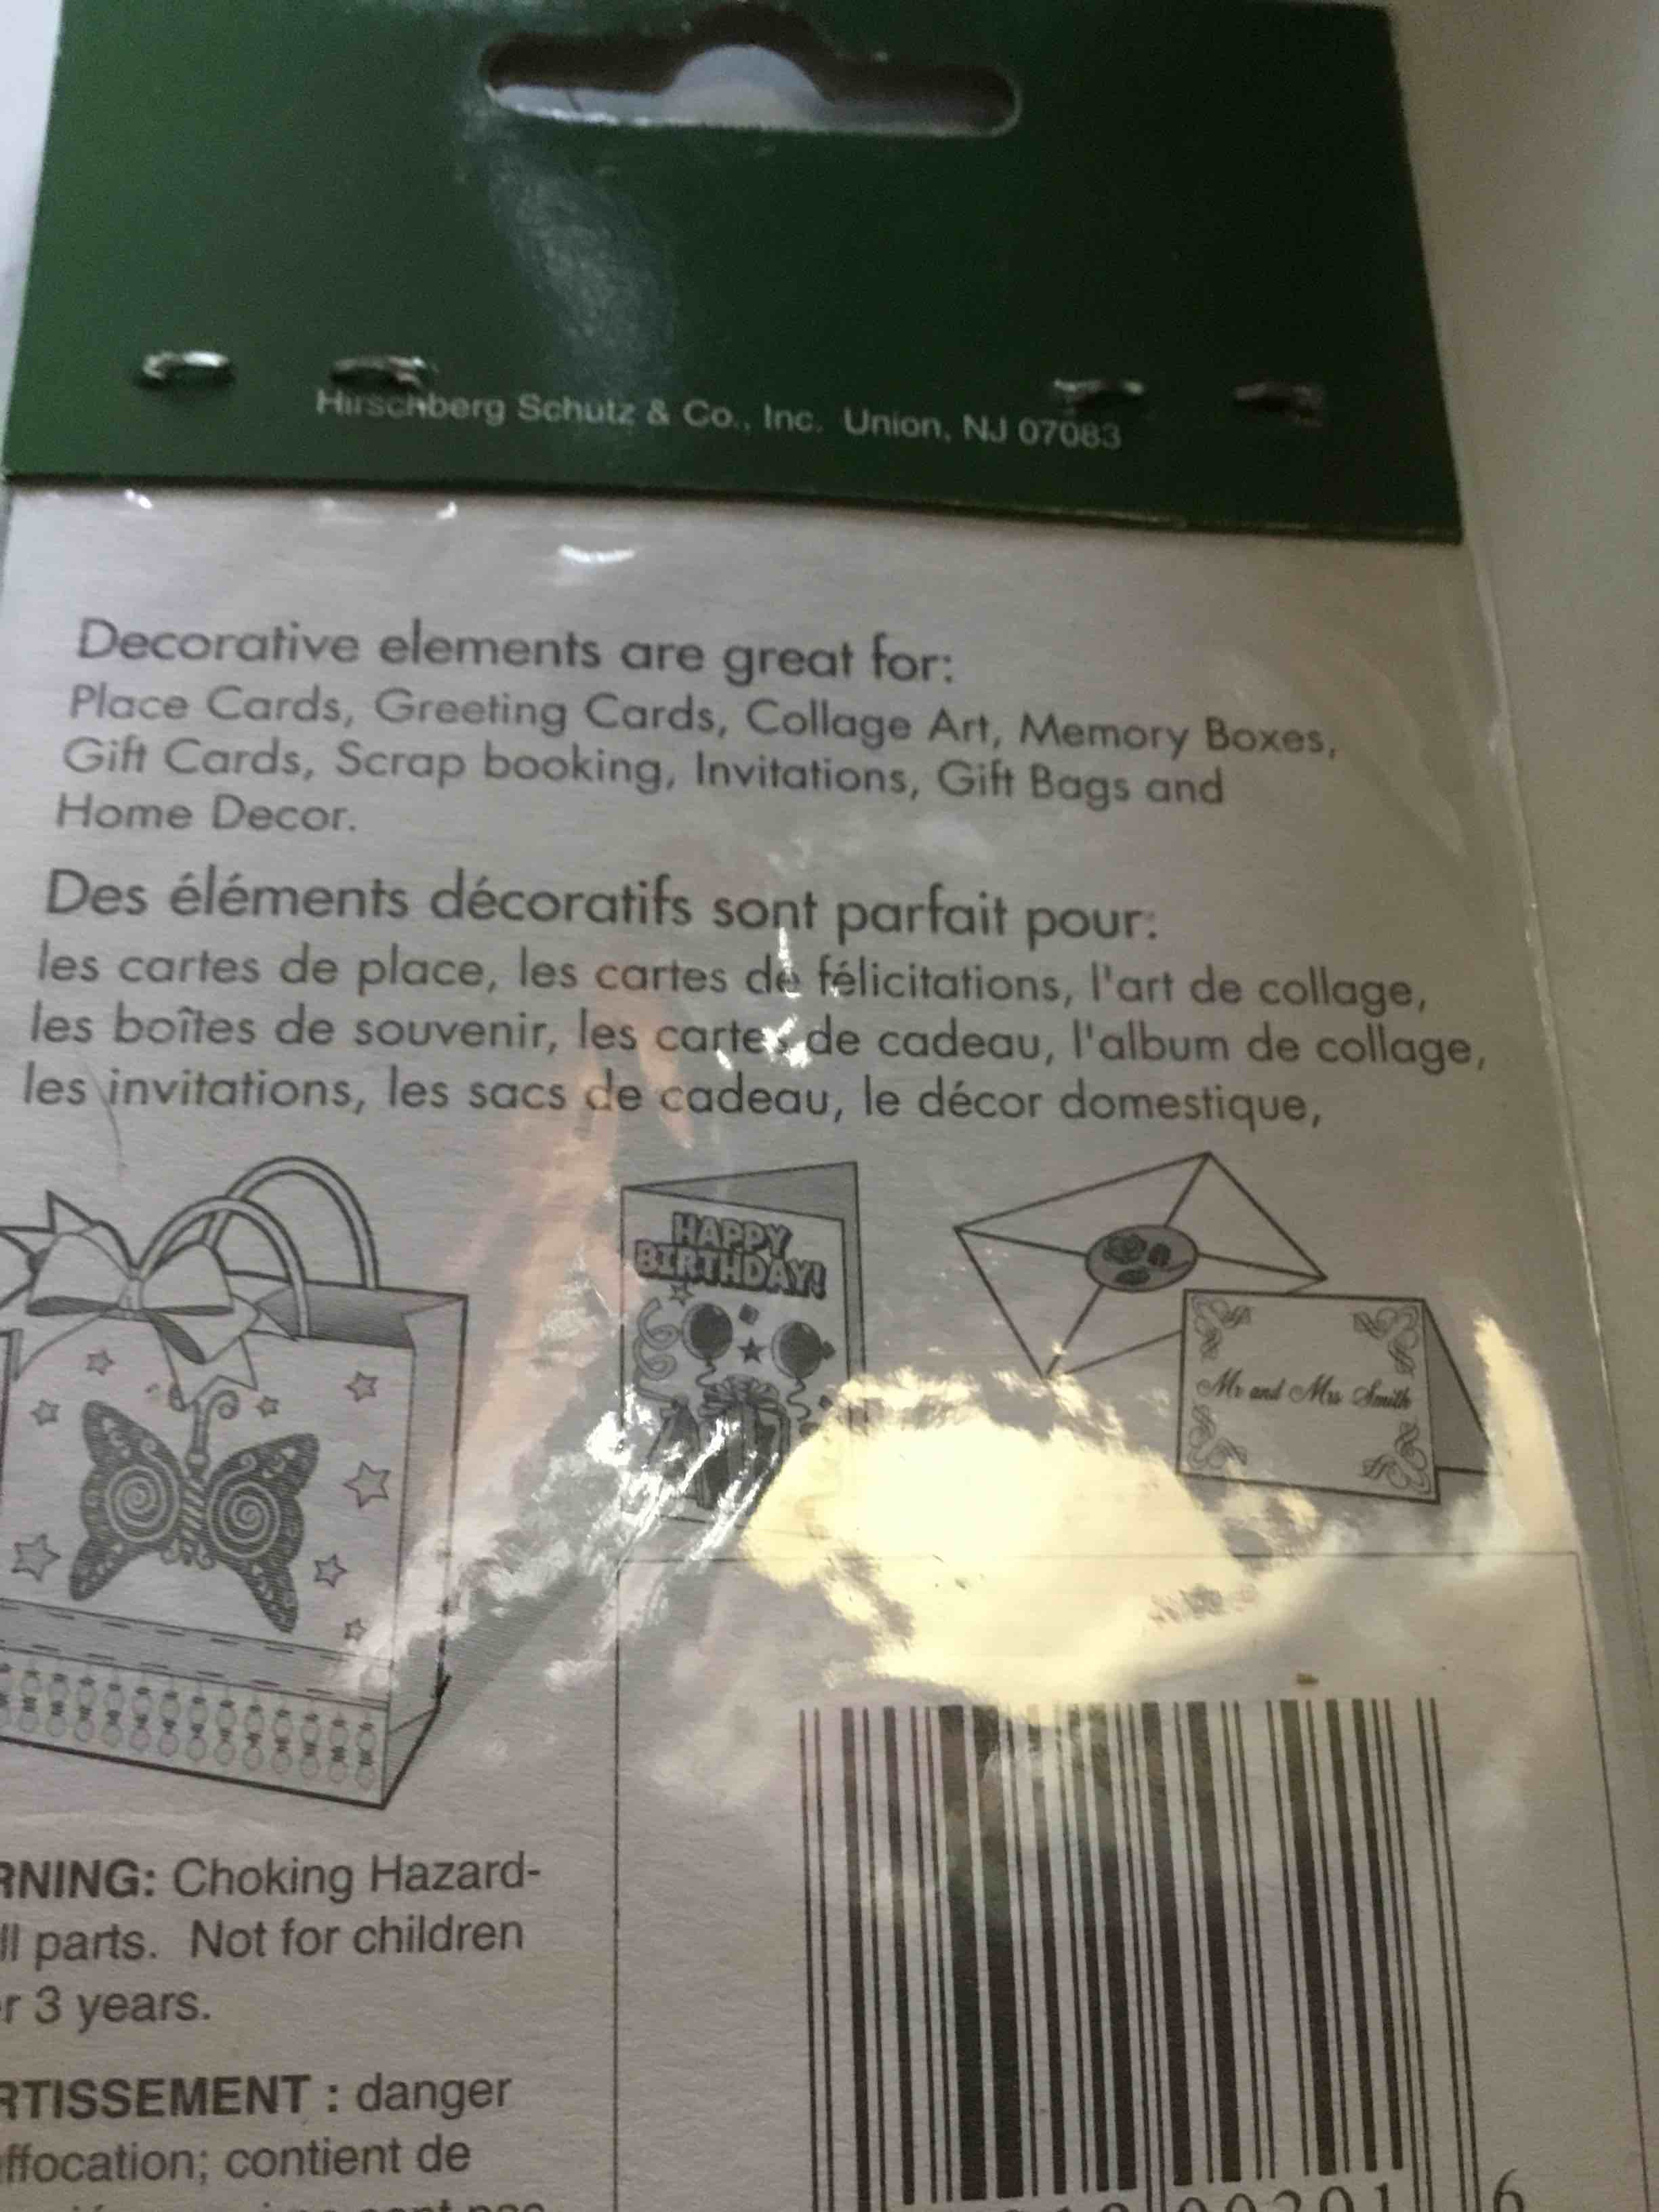 Hirschberg Schutz & Co., Inc. Union, NJ 07083
Decorative elements are great for:
Place Cards, Greeting Cards, Collage Art, Memory Boxes,
Gift Cards, Scrap booking, Invitations, Gift Bags and
Home Decor.
Des éléments décoratifs sont parfait pour:
les cartes de place, les cartes de félicitations, l'art de collage,
les boîtes de souvenir, les cartes de cadeau, l'album de collage,
les invitations, les sacs de cadeau, le décor domestique,
HAPPY
BIRTHDAY!
Mr and Mrs Smith
RNING: Choking Hazard-
ll parts. Not for children
r 3 years.
RTISSEMENT : danger
ffocation; contient de
6